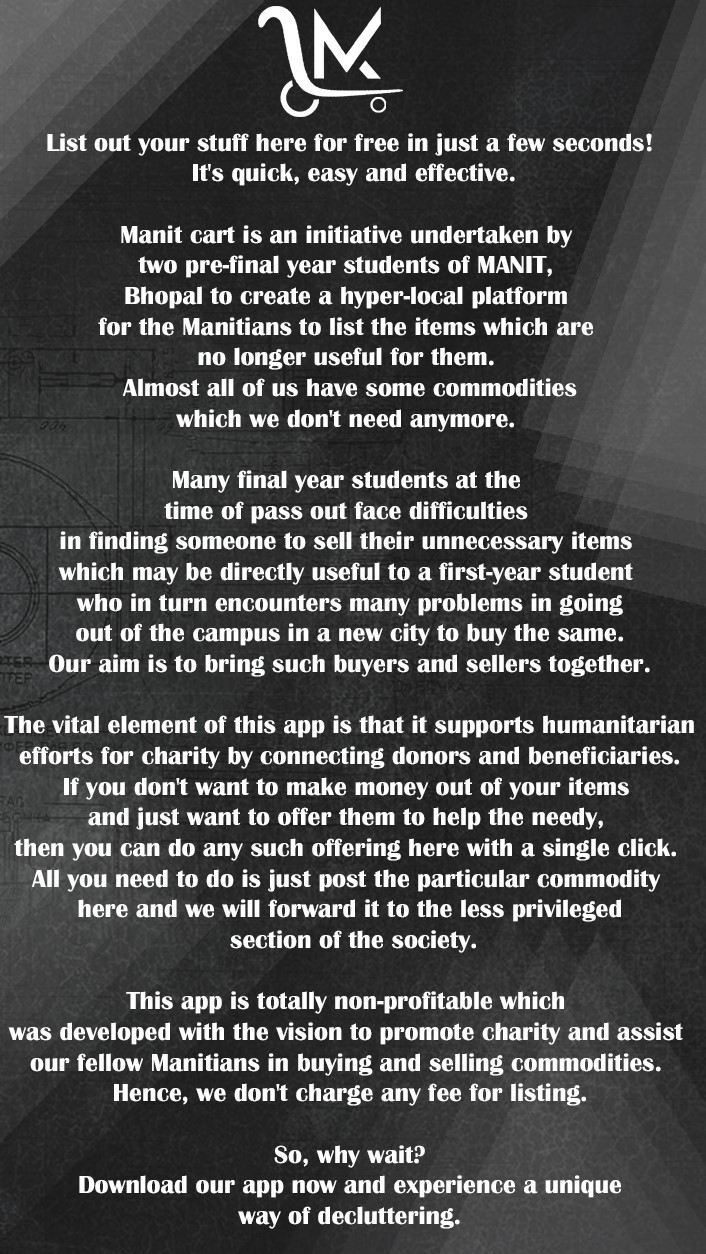 MK
List out your stuff here for free in just a few seconds!
It's quick, easy and effective.
Manit cart is an initiative undertaken by
two pre-final year students of MANIT,
Bhopal to create a hyper-local platform
for the Manitians to list the items which are
no longer useful for them.
Almost all of us have some commodities
which we don't need anymore.
Many final year students at the
time of pass out face difficulties
in finding someone to sell their unnecessary items
which may be directly useful to a first-year student
who in turn encounters many problems in going
out of the campus in a new city to buy the same.
Our aim is to bring such buyers and sellers together.
The vital element of this app is that it supports humanitarian
efforts for charity by connecting donors and beneficiaries.
If you don't want to make money out of your items
and just want to offer them to help the needy,
then you can do any such offering here with a single click.
All you need to do is just post the particular commodity
here and we will forward it to the less privileged
section of the society.
This app is totally non-profitable which
was developed with the vision to promote charity and assist
our fellow Manitians in buying and selling commodities.
Hence, we don't charge any fee for listing.
So, why wait?
Download our app now and experience a unique
way of decluttering.